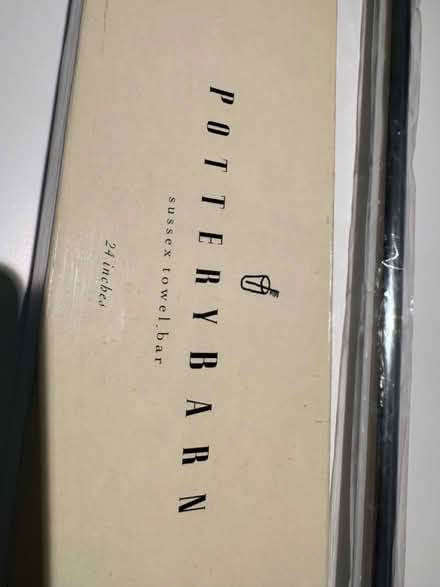 POTTERYBARN
sussex towel bar
24 inches